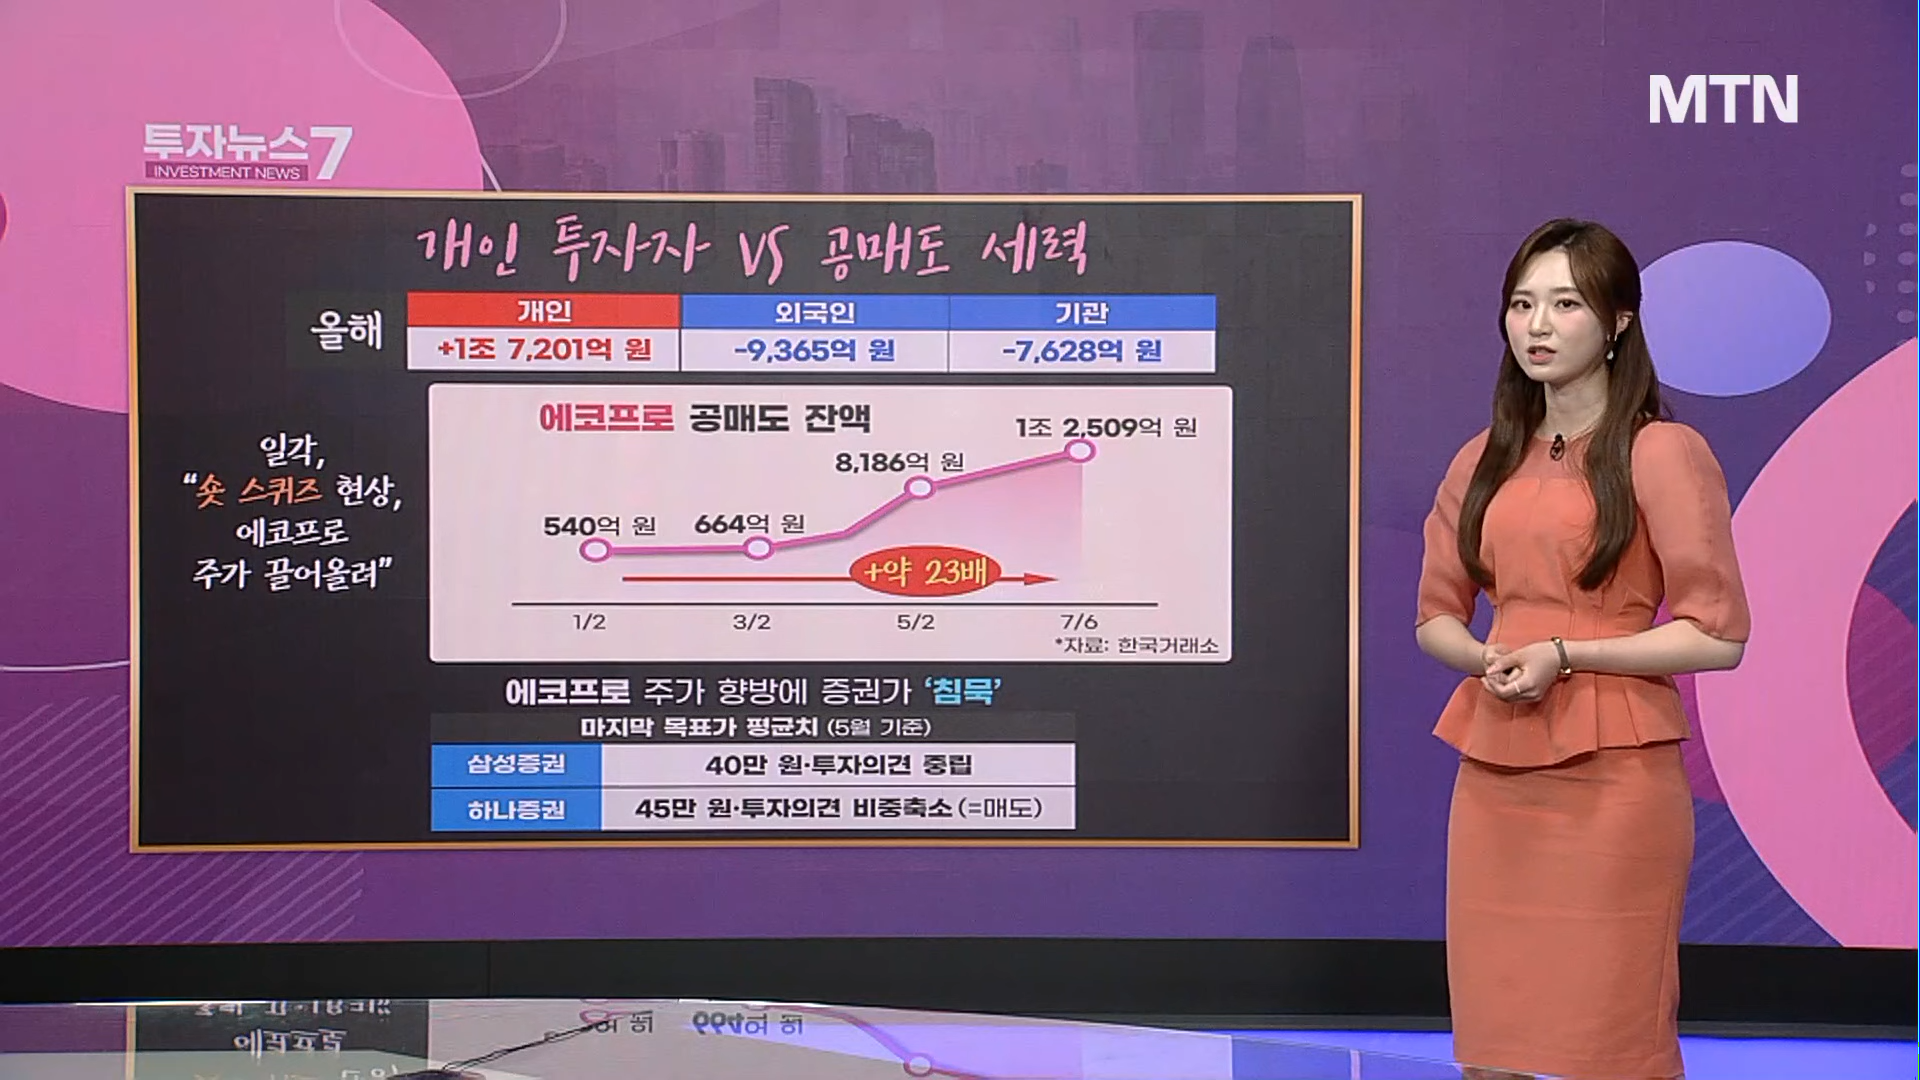 MTN
투자뉴스7
INVESTMENT NEWS
개인 투자자 VS 공매도 세력
올해
개인 외국인 기관
+1조 7,201억 원 -9,365억 원 -7,628억 원
일각,
“숏 스퀴즈 현상,
에코프로
주가 끌어올려”
에코프로 공매도 잔액
540억 원 664억 원 8,186억 원 1조 2,509억 원
+약 23배
1/2 3/2 5/2 7/6
*자료: 한국거래소
에코프로 주가 향방에 증권가 ‘침묵’
마지막 목표가 평균치 (5월 기준)
삼성증권 40만 원·투자의견 중립
하나증권 45만 원·투자의견 비중축소 (=매도)